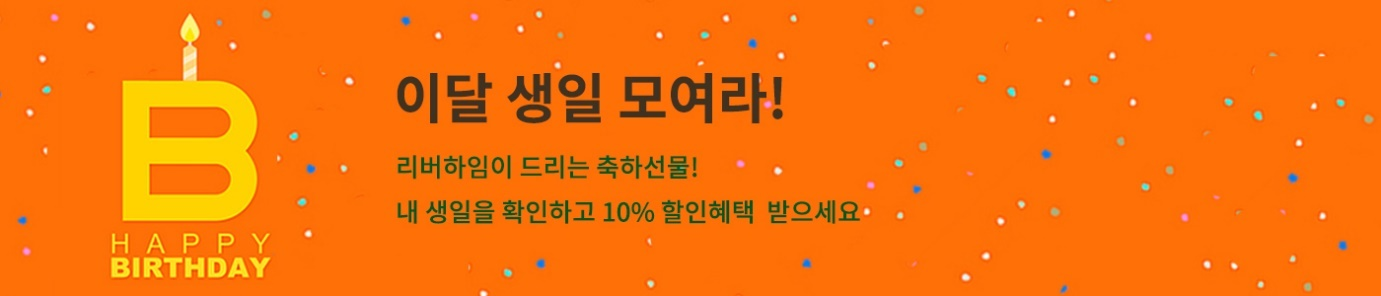 B
HAPPY
BIRTHDAY
이달 생일 모여라!
리버하임이 드리는 축하선물!
내 생일을 확인하고 10% 할인혜택 받으세요